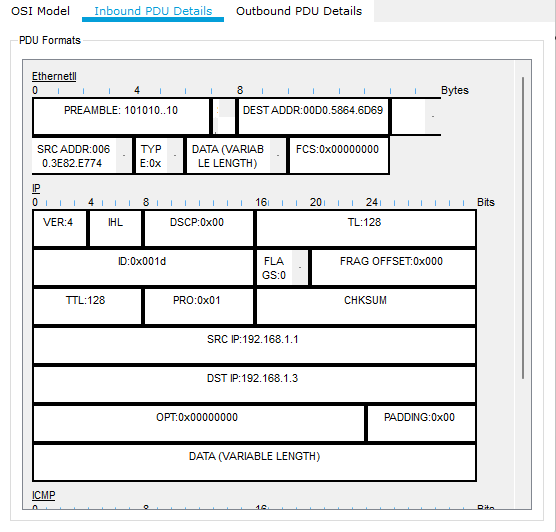 OSI Model Inbound PDU Details Outbound PDU Details
PDU Formats
EthernetII
0 4 8 Bytes
PREAMBLE: 101010..10 DEST ADDR:00D0.5864.6D69
SRC ADDR:006 TYP DATA (VARIAB FCS:0x00000000
0.3E82.E774 E:0x LE LENGTH)
IP
0 4 8 16 20 24 Bits
VER:4 IHL DSCP:0x00 TL:128
ID:0x001d FLA FRAG OFFSET:0x000
GS:0
TTL:128 PRO:0x01 CHKSUM
SRC IP:192.168.1.1
DST IP:192.168.1.3
OPT:0x00000000 PADDING:0x00
DATA (VARIABLE LENGTH)
ICMP
0 8 16 Bits